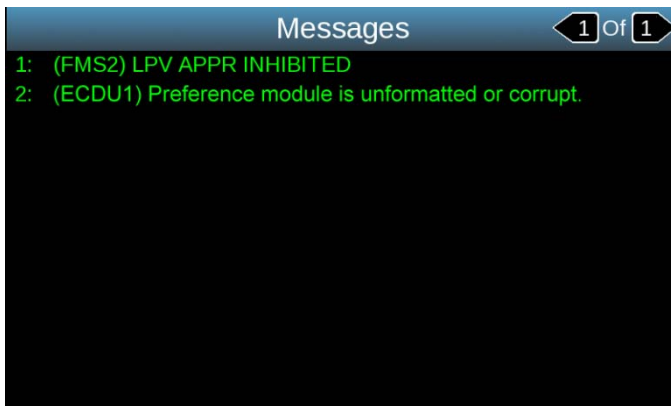 Messages 1 Of 1
1: (FMS2) LPV APPR INHIBITED
2: (ECDU1) Preference module is unformatted or corrupt.